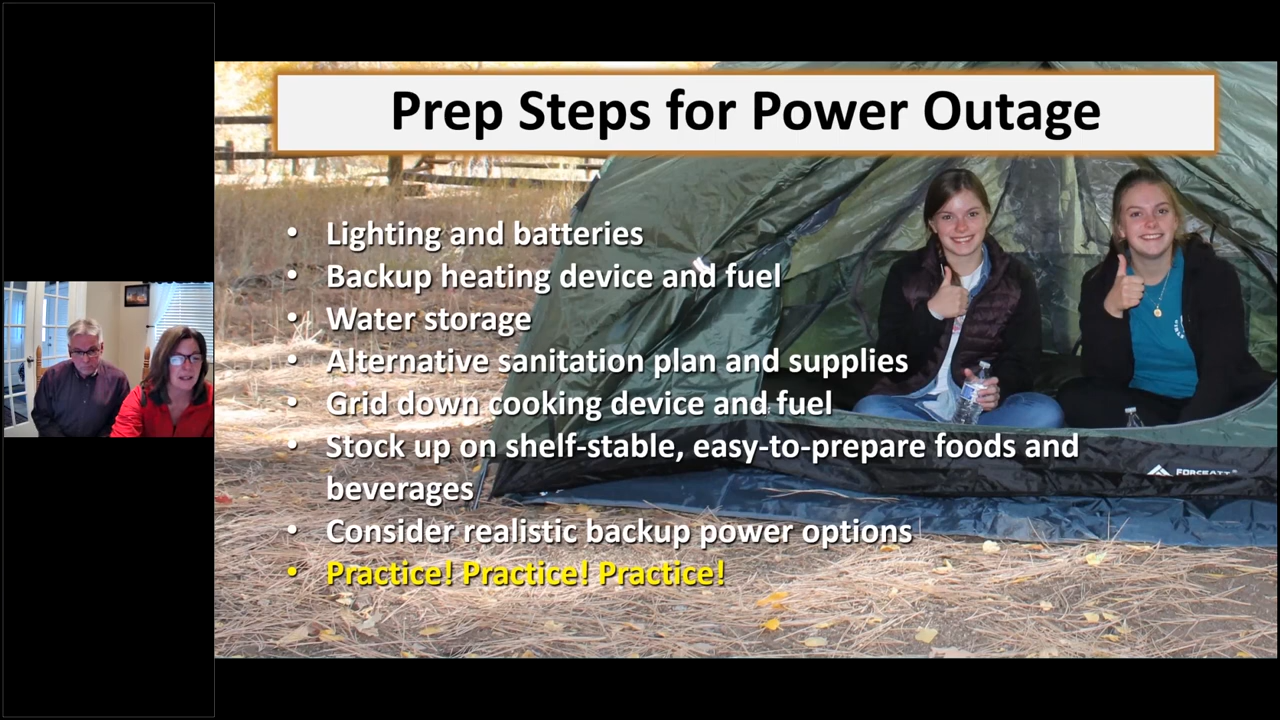 Prep Steps for Power Outage
• Lighting and batteries
• Backup heating device and fuel
• Water storage
• Alternative sanitation plan and supplies
• Grid down cooking device and fuel
• Stock up on shelf-stable, easy-to-prepare foods and
beverages
• Consider realistic backup power options
• Practice! Practice! Practice!
FORCEATT